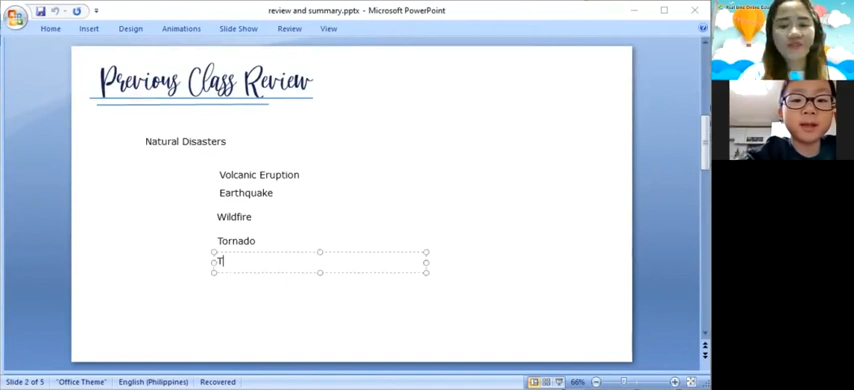 review and summary.pptx - Microsoft PowerPoint
Home Insert Design Animations Slide Show Review View
Previous Class Review
Natural Disasters
Volcanic Eruption
Earthquake
Wildfire
Tornado
T
Slide 2 of 5 "Office Theme" English (Philippines) Recovered 66%